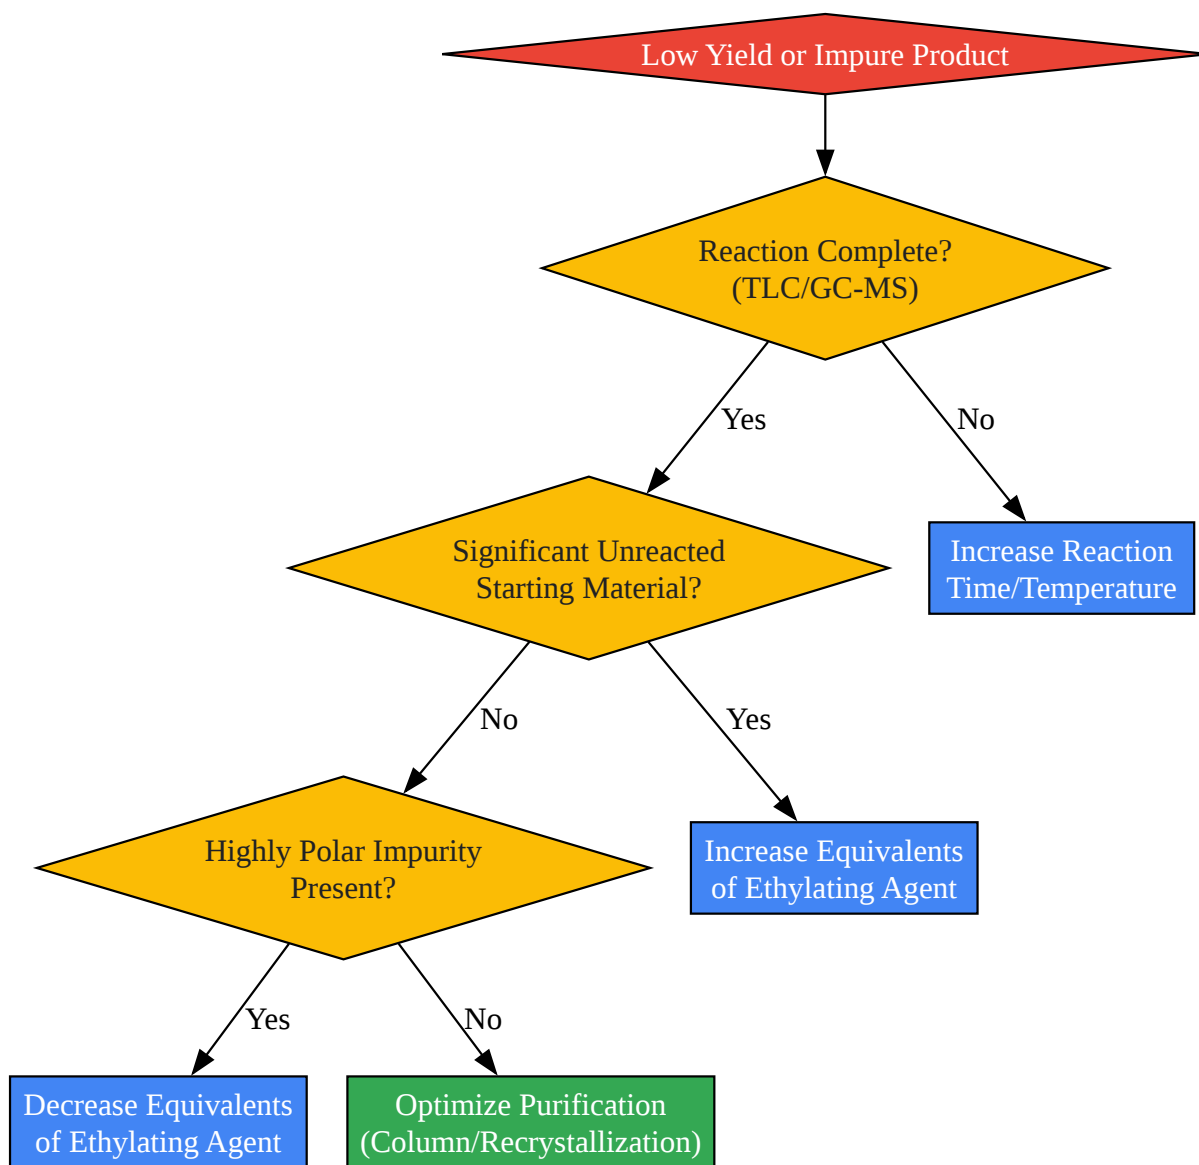 Low Yield or Impure Product
Reaction Complete?
(TLC/GC-MS)
Yes
No
Significant Unreacted
Starting Material?
Increase Reaction
Time/Temperature
No
Yes
Highly Polar Impurity
Present?
Increase Equivalents
of Ethylating Agent
Yes
No
Decrease Equivalents
of Ethylating Agent
Optimize Purification
(Column/Recrystallization)